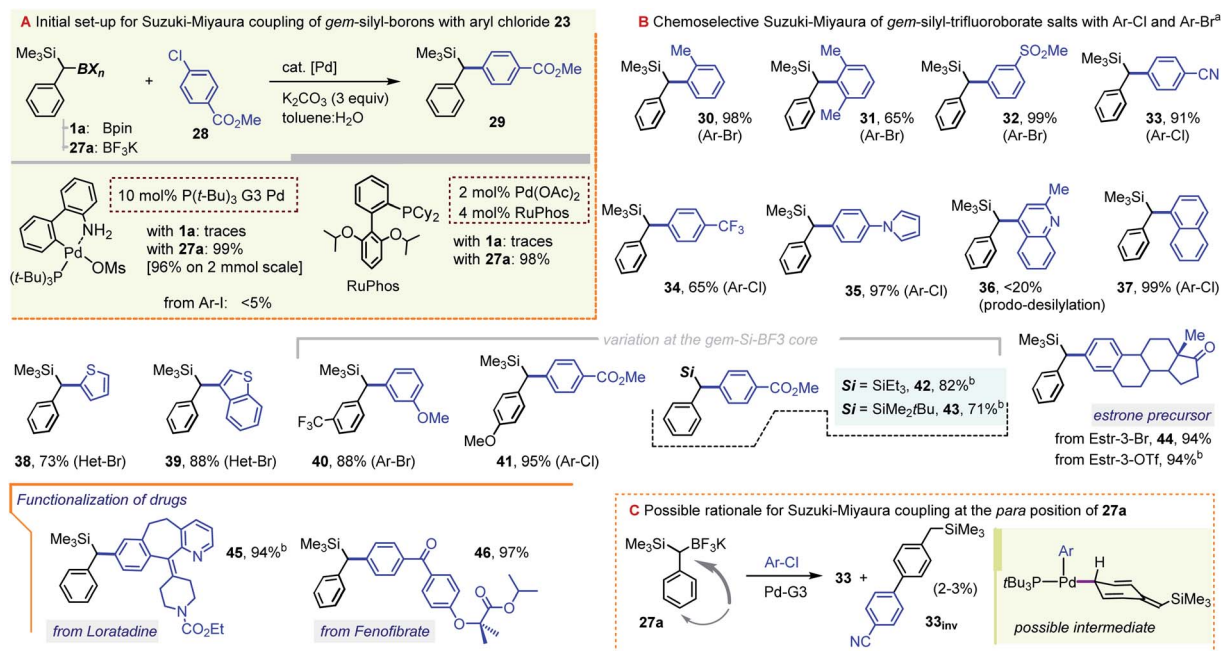 A Initial set-up for Suzuki-Miyaura coupling of gem-silyl-borons with aryl chloride 23
Me3Si
BXn
1a: Bpin
27a: BF3K
+
Cl
CO2Me
28
cat. [Pd]
K2CO3 (3 equiv)
toluene:H2O
Me3Si
CO2Me
29
NH2
Pd
OMs
(t-Bu)3P
10 mol% P(t-Bu)3 G3 Pd
with 1a: traces
with 27a: 99%
[96% on 2 mmol scale]
from Ar-I: <5%
PCy2
O
O
RuPhos
2 mol% Pd(OAc)2
4 mol% RuPhos
with 1a: traces
with 27a: 98%
B Chemoselective Suzuki-Miyaura of gem-silyl-trifluoroborate salts with Ar-Cl and Ar-Br^a
Me3Si
Me
30, 98%
(Ar-Br)
Me3Si
Me
Me
31, 65%
(Ar-Br)
Me3Si
SO2Me
32, 99%
(Ar-Br)
Me3Si
CN
33, 91%
(Ar-Cl)
Me3Si
CF3
34, 65% (Ar-Cl)
Me3Si
N
35, 97% (Ar-Cl)
Me3Si
Me
N
36, <20%
(prodo-desilylation)
Me3Si
37, 99% (Ar-Cl)
Me3Si
S
38, 73% (Het-Br)
Me3Si
S
39, 88% (Het-Br)
variation at the gem-Si-BF3 core
Me3Si
F3C
OMe
40, 88% (Ar-Br)
Me3Si
CO2Me
MeO
41, 95% (Ar-Cl)
Si
CO2Me
Si = SiEt3, 42, 82%^b
Si = SiMe2tBu, 43, 71%^b
Me3Si
Me
O
estrone precursor
from Estr-3-Br, 44, 94%
from Estr-3-OTf, 94%^b
Functionalization of drugs
Me3Si
N
N
CO2Et
45, 94%^b
from Loratadine
Me3Si
O
O
O
O
46, 97%
from Fenofibrate
C Possible rationale for Suzuki-Miyaura coupling at the para position of 27a
Me3Si
BF3K
27a
Ar-Cl
Pd-G3
33 +
SiMe3
NC
(2-3%)
33inv
Ar
H
tBu3P
Pd
SiMe3
possible intermediate